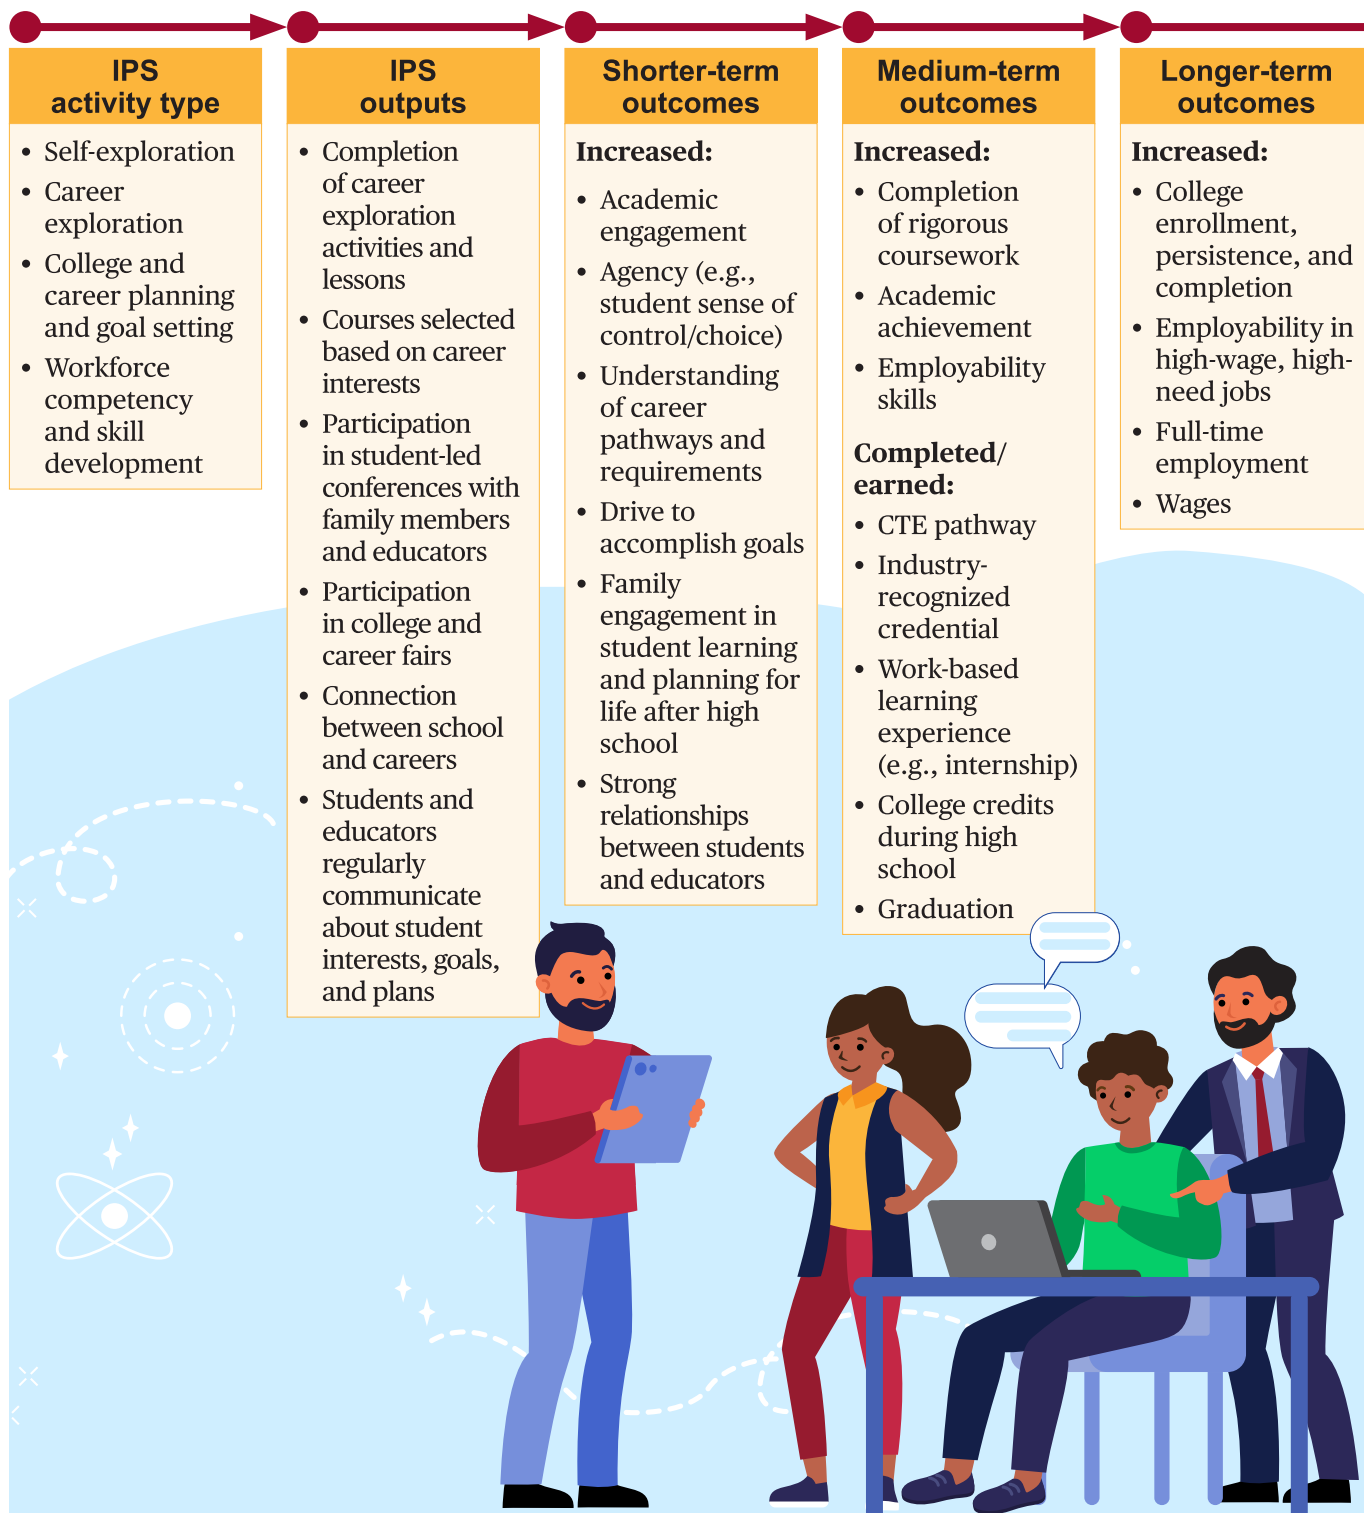 IPS
activity type
• Self-exploration
• Career
exploration
• College and
career planning
and goal setting
• Workforce
competency
and skill
development
IPS
outputs
• Completion
of career
exploration
activities and
lessons
• Courses selected
based on career
interests
• Participation
in student-led
conferences with
family members
and educators
• Participation
in college and
career fairs
• Connection
between school
and careers
• Students and
educators
regularly
communicate
about student
interests, goals,
and plans
Shorter-term
outcomes
Increased:
• Academic
engagement
• Agency (e.g.,
student sense of
control/choice)
• Understanding
of career
pathways and
requirements
• Drive to
accomplish goals
• Family
engagement in
student learning
and planning for
life after high
school
• Strong
relationships
between students
and educators
Medium-term
outcomes
Increased:
• Completion
of rigorous
coursework
• Academic
achievement
• Employability
skills
Completed/
earned:
• CTE pathway
• Industry-
recognized
credential
• Work-based
learning
experience
(e.g., internship)
• College credits
during high
school
• Graduation
Longer-term
outcomes
Increased:
• College
enrollment,
persistence, and
completion
• Employability in
high-wage, high-
need jobs
• Full-time
employment
• Wages